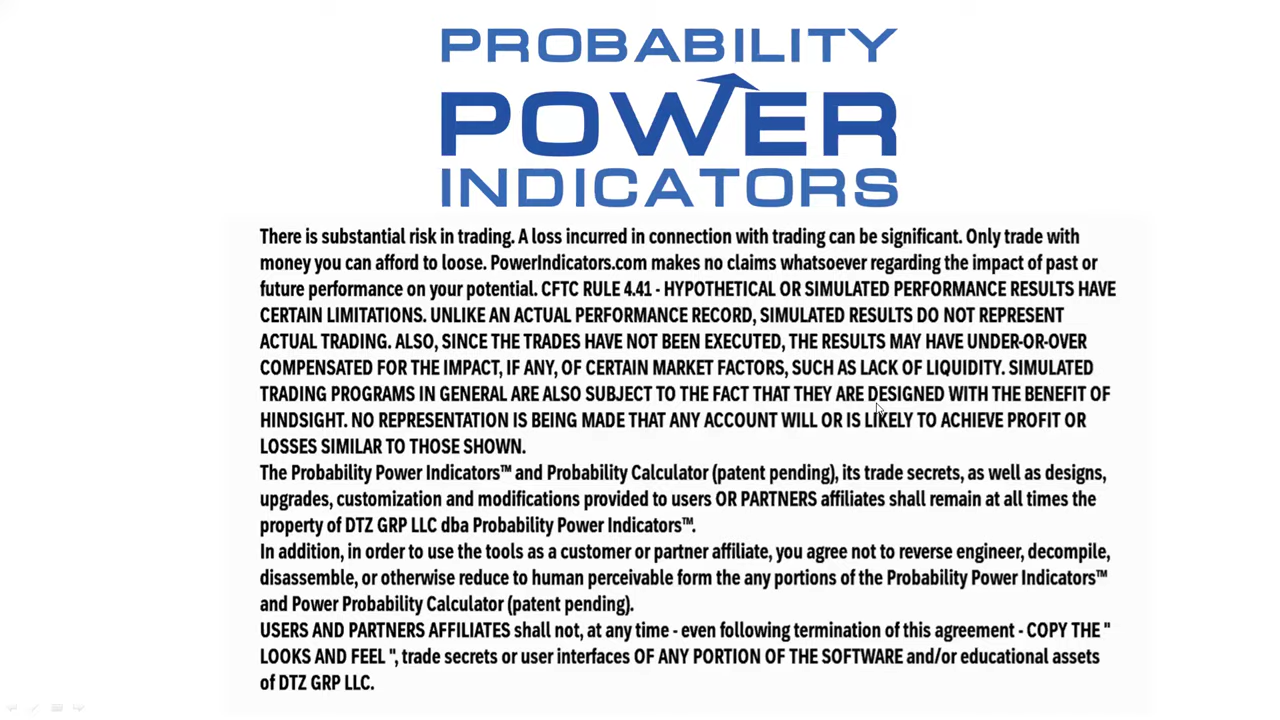 PROBABILITY
POWER
INDICATORS
There is substantial risk in trading. A loss incurred in connection with trading can be significant. Only trade with
money you can afford to loose. PowerIndicators.com makes no claims whatsoever regarding the impact of past or
future performance on your potential. CFTC RULE 4.41 - HYPOTHETICAL OR SIMULATED PERFORMANCE RESULTS HAVE
CERTAIN LIMITATIONS. UNLIKE AN ACTUAL PERFORMANCE RECORD, SIMULATED RESULTS DO NOT REPRESENT
ACTUAL TRADING. ALSO, SINCE THE TRADES HAVE NOT BEEN EXECUTED, THE RESULTS MAY HAVE UNDER-OR-OVER
COMPENSATED FOR THE IMPACT, IF ANY, OF CERTAIN MARKET FACTORS, SUCH AS LACK OF LIQUIDITY. SIMULATED
TRADING PROGRAMS IN GENERAL ARE ALSO SUBJECT TO THE FACT THAT THEY ARE DESIGNED WITH THE BENEFIT OF
HINDSIGHT. NO REPRESENTATION IS BEING MADE THAT ANY ACCOUNT WILL OR IS LIKELY TO ACHIEVE PROFIT OR
LOSSES SIMILAR TO THOSE SHOWN.
The Probability Power Indicators™ and Probability Calculator (patent pending), its trade secrets, as well as designs,
upgrades, customization and modifications provided to users OR PARTNERS affiliates shall remain at all times the
property of DTZ GRP LLC dba Probability Power Indicators™.
In addition, in order to use the tools as a customer or partner affiliate, you agree not to reverse engineer, decompile,
disassemble, or otherwise reduce to human perceivable form the any portions of the Probability Power Indicators™
and Power Probability Calculator (patent pending).
USERS AND PARTNERS AFFILIATES shall not, at any time - even following termination of this agreement - COPY THE "
LOOKS AND FEEL ", trade secrets or user interfaces OF ANY PORTION OF THE SOFTWARE and/or educational assets
of DTZ GRP LLC.